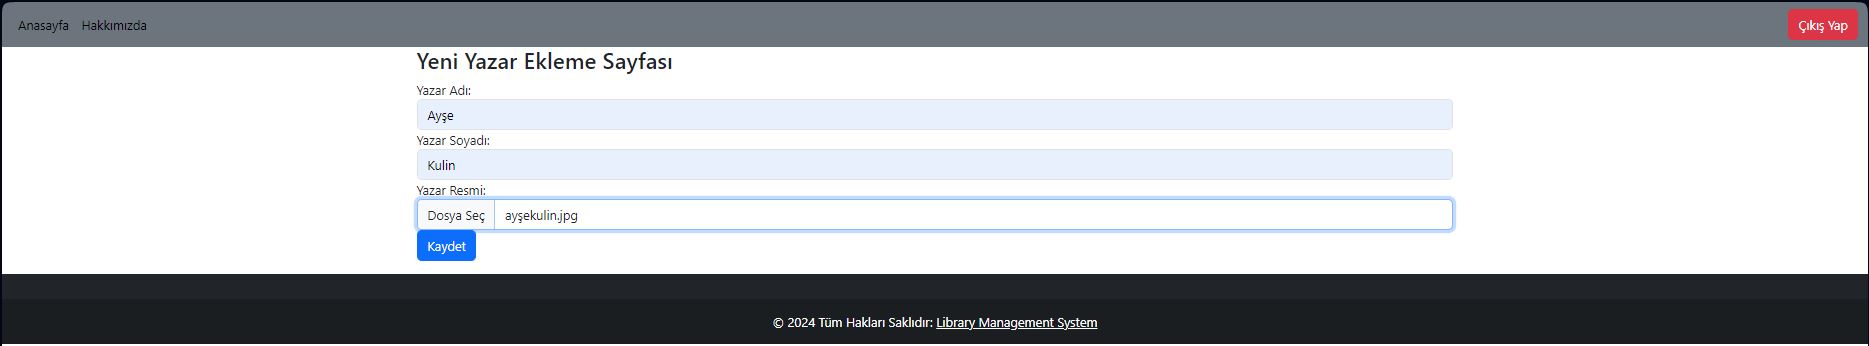 Anasayfa Hakkımızda Çıkış Yap
Yeni Yazar Ekleme Sayfası
Yazar Adı:
Ayşe
Yazar Soyadı:
Kulin
Yazar Resmi:
Dosya Seç ayşekulin.jpg
Kaydet
© 2024 Tüm Hakları Saklıdır: Library Management System